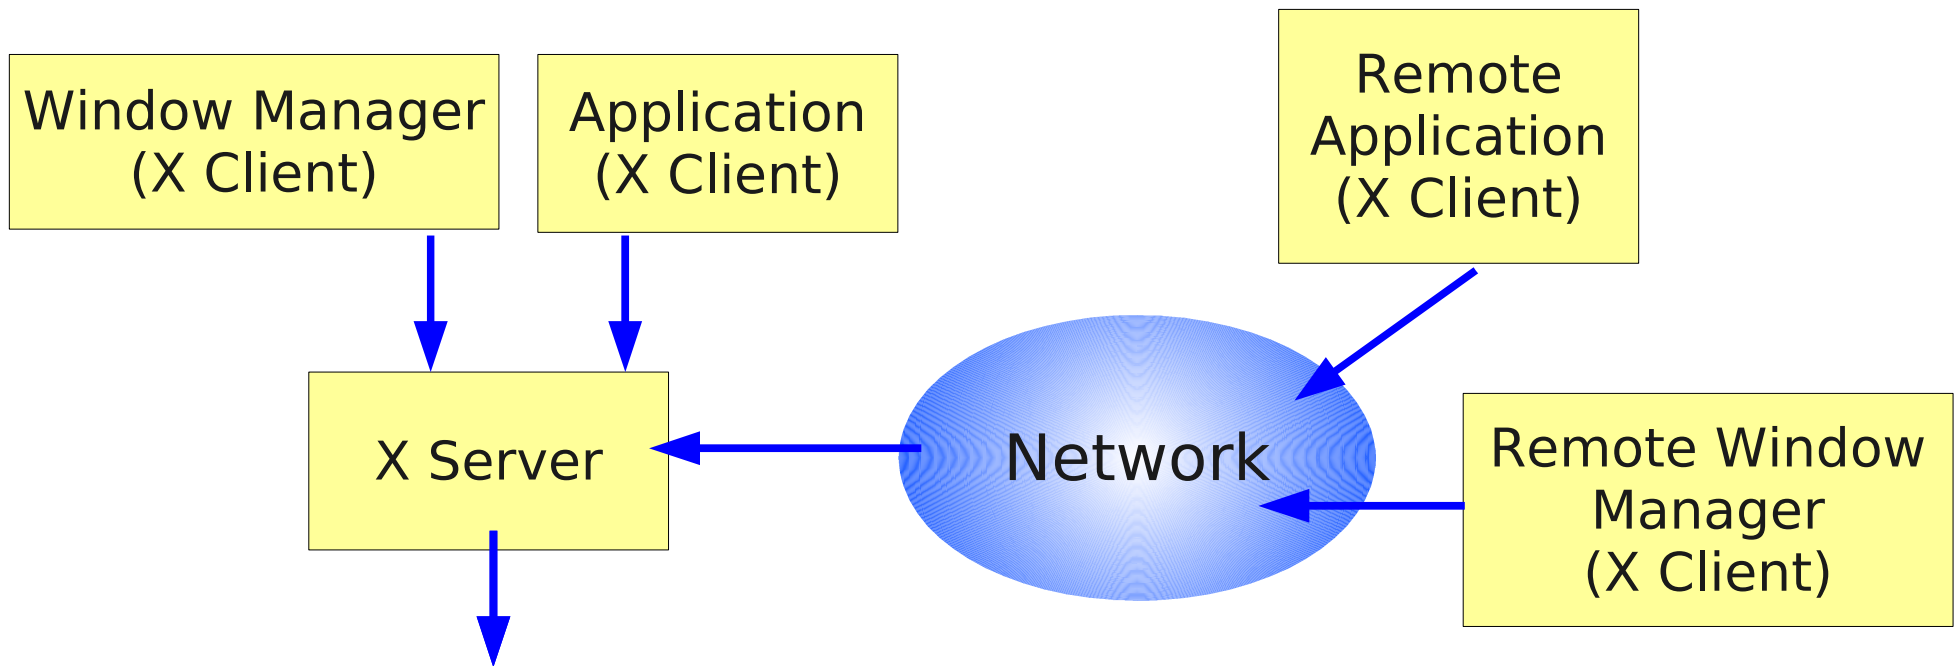 Window Manager
(X Client)
Application
(X Client)
Remote
Application
(X Client)
X Server
Network
Remote Window
Manager
(X Client)